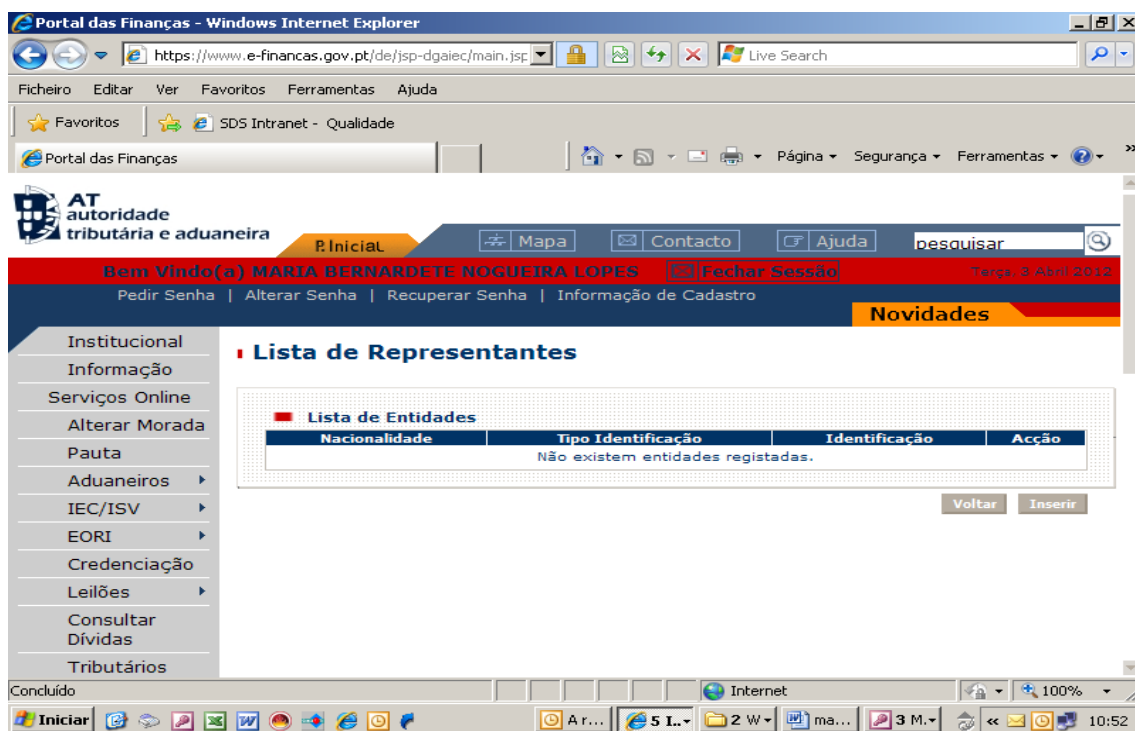 Portal das Finanças - Windows Internet Explorer
https://www.e-financas.gov.pt/de/jsp-dgaiec/main.jsp
Live Search
Ficheiro Editar Ver Favoritos Ferramentas Ajuda
Favoritos SDS Intranet - Qualidade
Portal das Finanças Página Segurança Ferramentas
AT
autoridade
tributária e aduaneira
P.Inicial Mapa Contacto Ajuda pesquisar
Bem Vindo(a) MARIA BERNARDETE NOGUEIRA LOPES Fechar Sessão Terça, 3 Abril 2012
Pedir Senha | Alterar Senha | Recuperar Senha | Informação de Cadastro
Novidades
Institucional
Informação
Serviços Online
Alterar Morada
Pauta
Aduaneiros
IEC/ISV
EORI
Credenciação
Leilões
Consultar
Dívidas
Tributários
Lista de Representantes
Lista de Entidades
Nacionalidade Tipo Identificação Identificação Acção
Não existem entidades registadas.
Voltar Inserir
Concluído Internet 100%
Iniciar A r... 5 I... 2 W ma... 3 M. 10:52